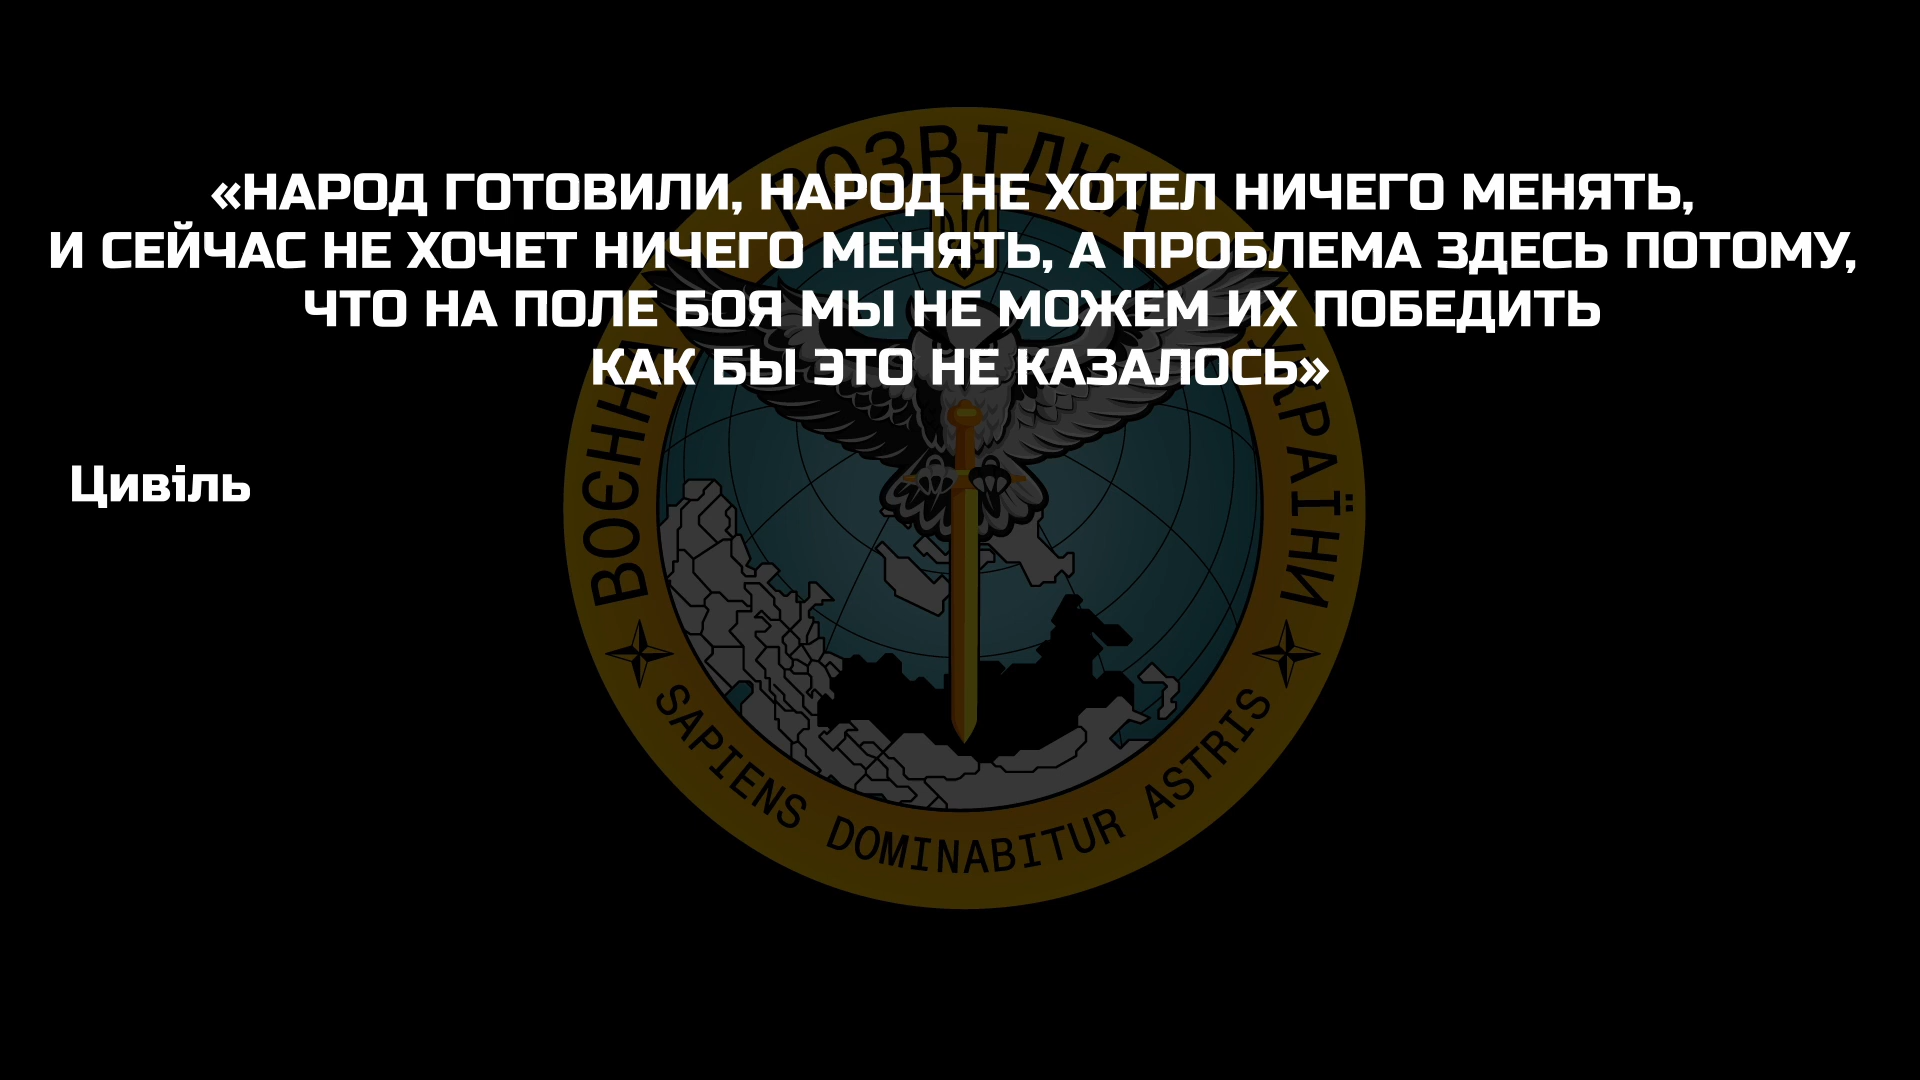 «НАРОД ГОТОВИЛИ, НАРОД НЕ ХОТЕЛ НИЧЕГО МЕНЯТЬ,
И СЕЙЧАС НЕ ХОЧЕТ НИЧЕГО МЕНЯТЬ, А ПРОБЛЕМА ЗДЕСЬ ПОТОМУ,
ЧТО НА ПОЛЕ БОЯ МЫ НЕ МОЖЕМ ИХ ПОБЕДИТЬ
КАК БЫ ЭТО НЕ КАЗАЛОСЬ»
Цивіль
ВОЄННА РОЗВІДКА УКРАЇНИ
SAPIENS DOMINABITUR ASTRIS